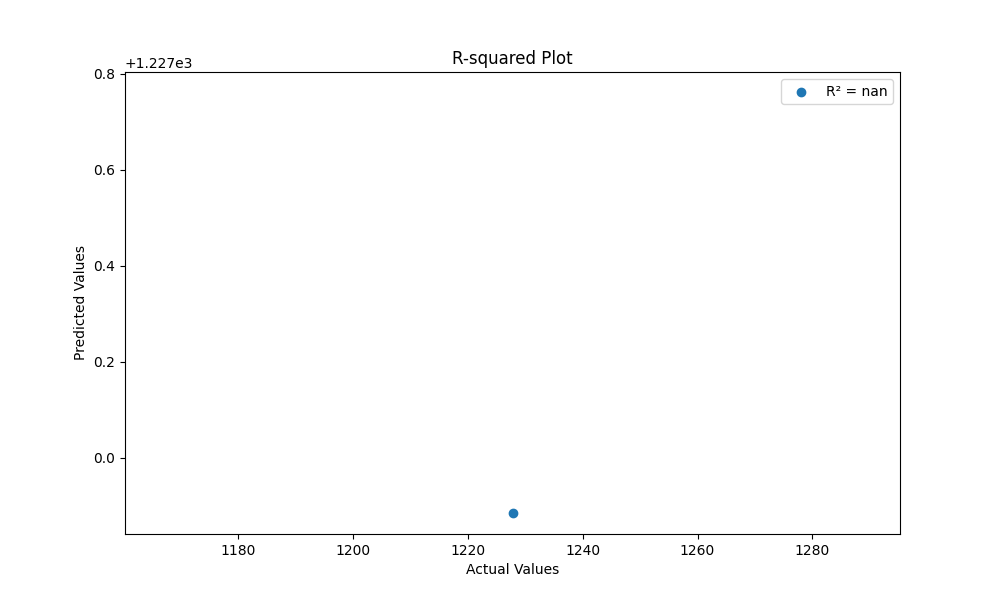 R-squared Plot
+1.227e3
0.8
0.6
0.4
0.2
0.0
Predicted Values
R² = nan
1180 1200 1220 1240 1260 1280
Actual Values